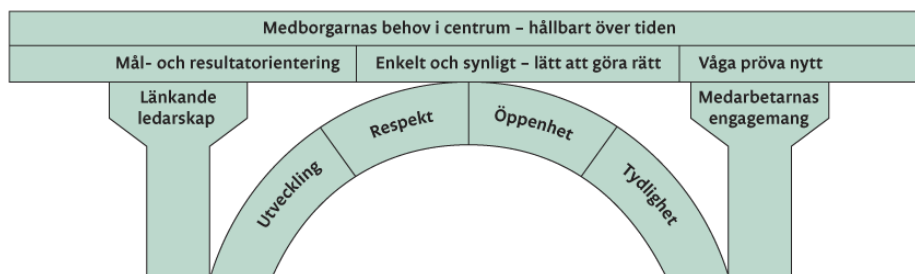 Medborgarnas behov i centrum – hållbart över tiden
Mål- och resultatorientering
Enkelt och synligt – lätt att göra rätt
Våga pröva nytt
Länkande
ledarskap
Medarbetarnas
engagemang
Utveckling
Respekt
Öppenhet
Tydlighet